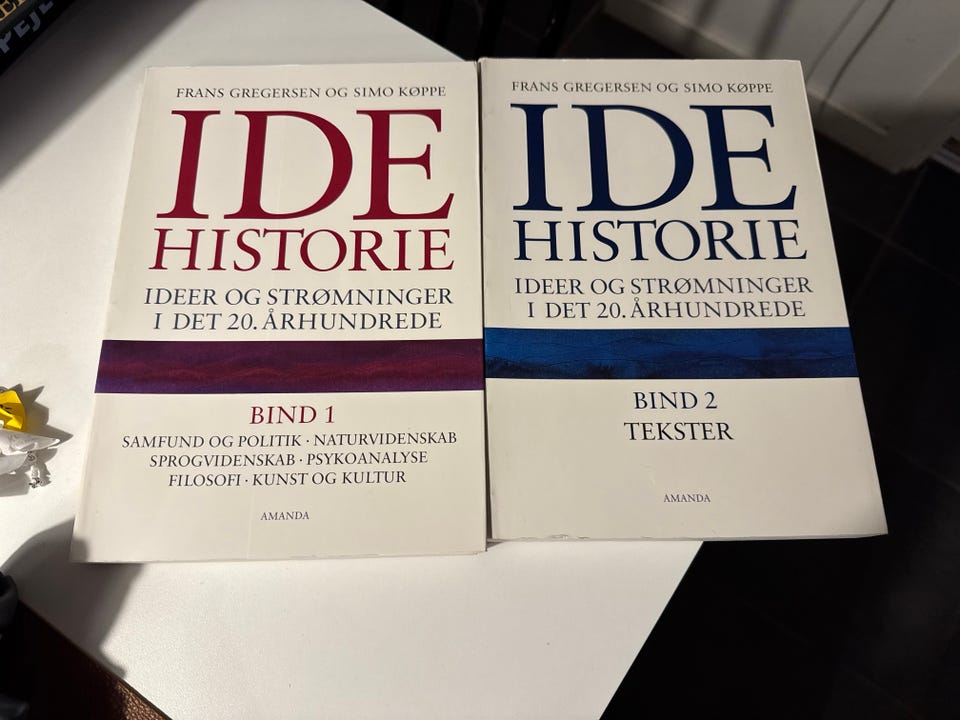 FRANS GREGERSEN OG SIMO KØPPE
IDE
HISTORIE
IDEER OG STRØMNINGER
I DET 20. ÅRHUNDREDE
BIND 1
SAMFUND OG POLITIK · NATURVIDENSKAB
SPROGVIDENSKAB · PSYKOANALYSE
FILOSOFI · KUNST OG KULTUR
AMANDA
FRANS GREGERSEN OG SIMO KØPPE
IDE
HISTORIE
IDEER OG STRØMNINGER
I DET 20. ÅRHUNDREDE
BIND 2
TEKSTER
AMANDA